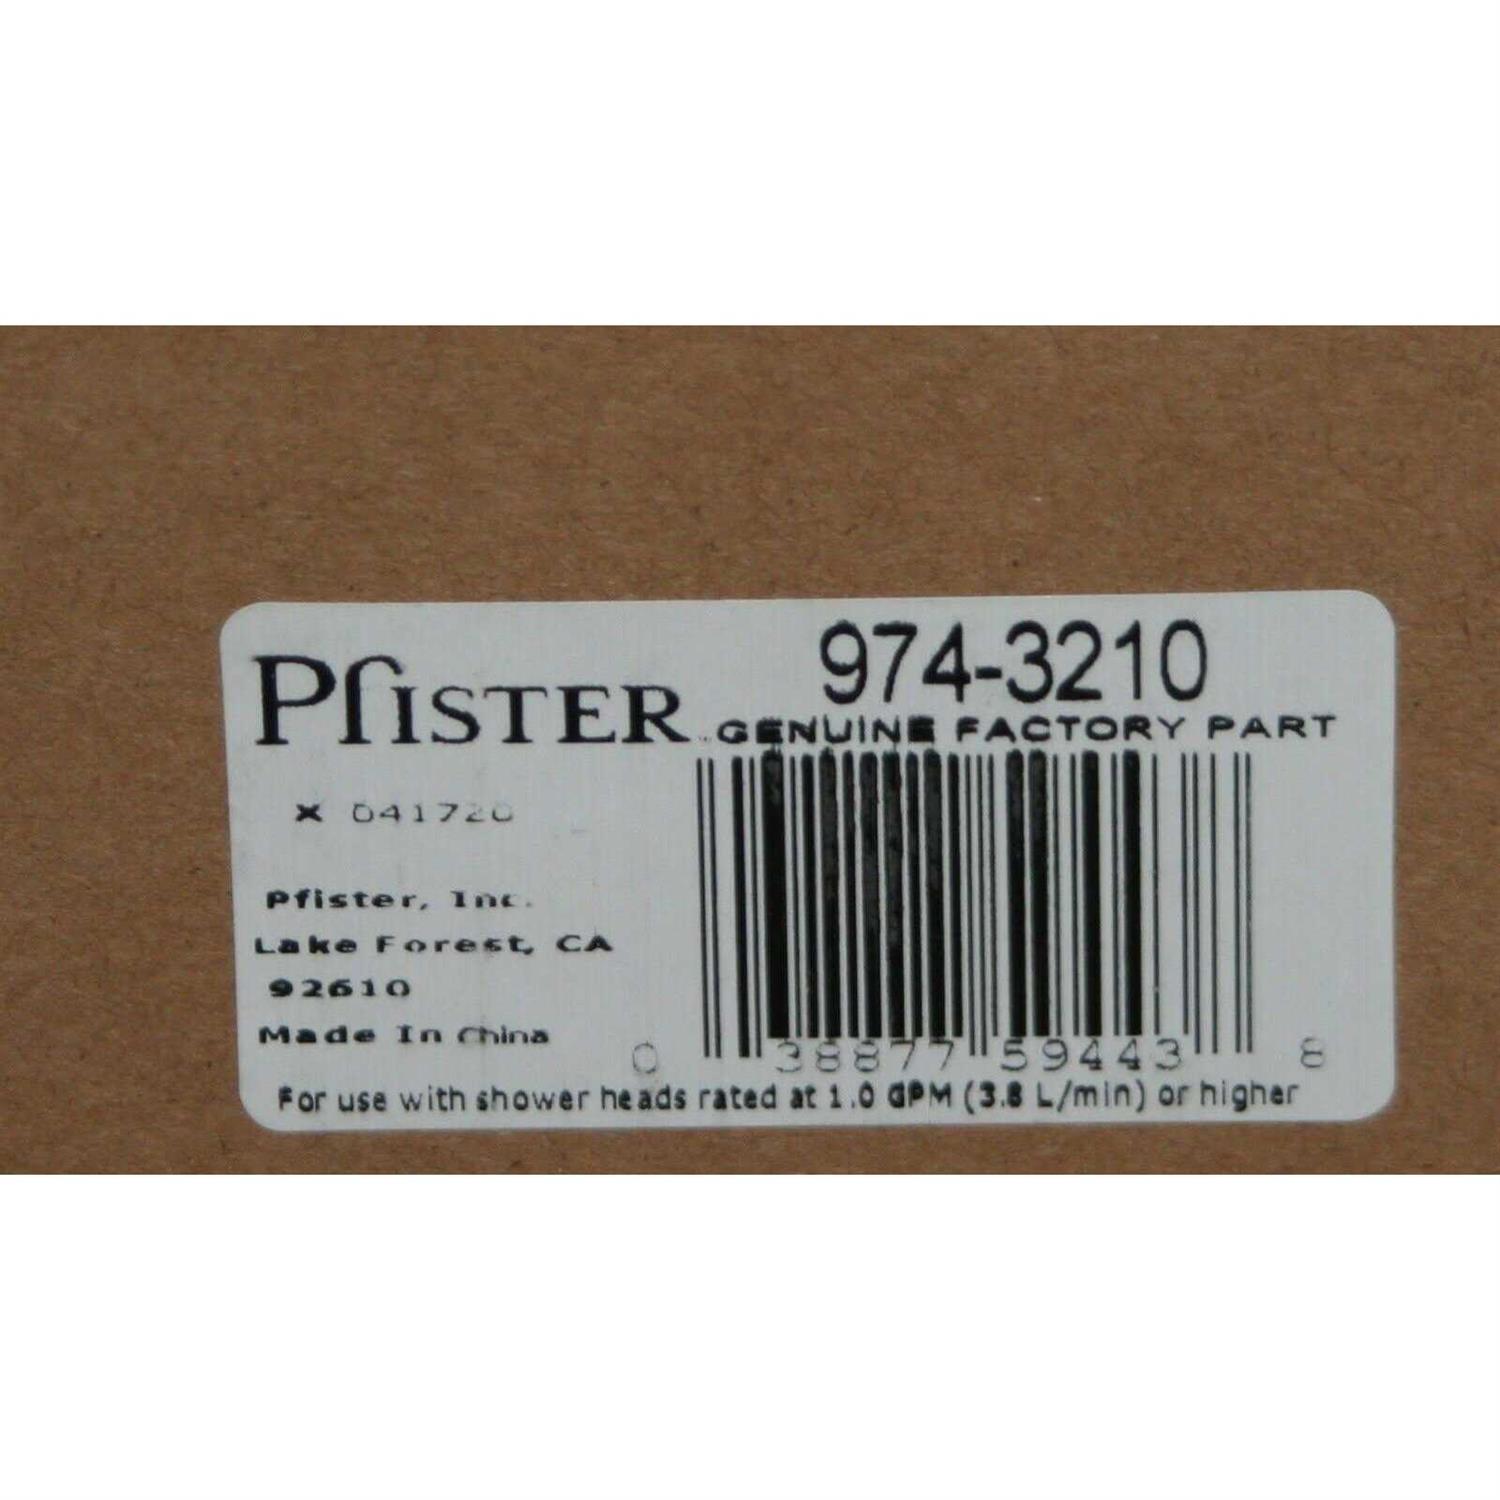 Pfister
974-3210
GENUINE FACTORY PART
X 041720
Pfister, Inc.
Lake Forest, CA
92610
Made In China
0 38877 59443 8
For use with shower heads rated at 1.0 GPM (3.8 L/min) or higher